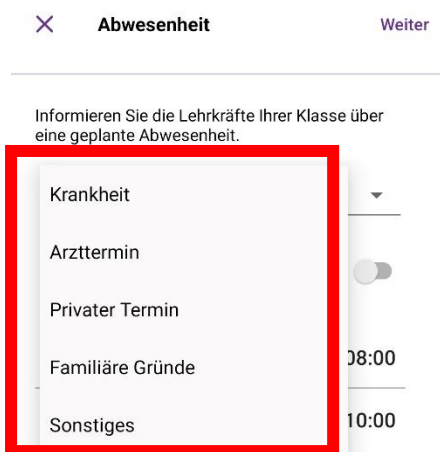 Abwesenheit Weiter
Informieren Sie die Lehrkräfte Ihrer Klasse über
eine geplante Abwesenheit.
Krankheit
Arzttermin
Privater Termin
Familiäre Gründe
08:00
Sonstiges
10:00